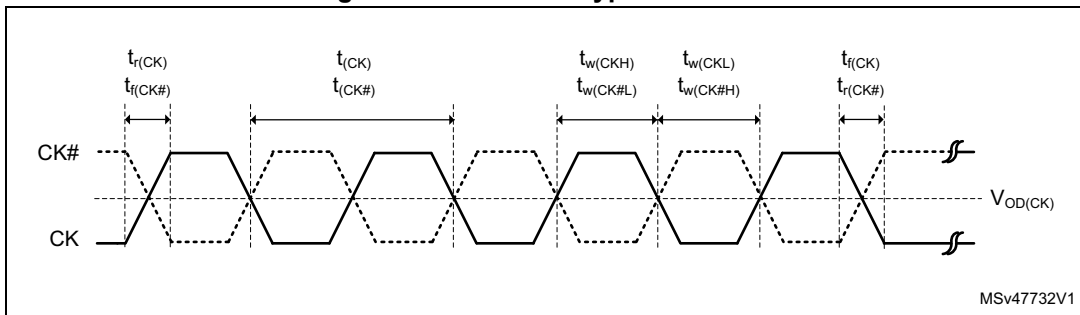 t_r(CK) t_(CK) t_w(CKH) t_w(CKL) t_f(CK)
t_f(CK#) t_(CK#) t_w(CK#L) t_w(CK#H) t_r(CK#)
CK#
V_OD(CK)
CK
MSv47732V1